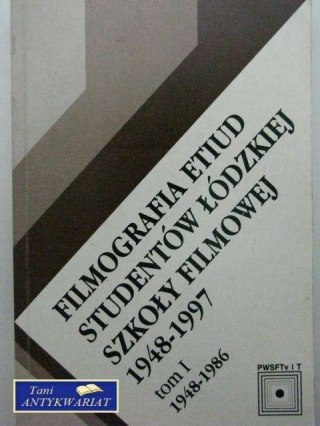 FILMOGRAFIA ETIUD
STUDENTÓW ŁÓDZKIEJ
SZKOŁY FILMOWEJ
1948-1997
tom I
1948-1986
PWSFTv i T
Tani
ANTYKWARIAT